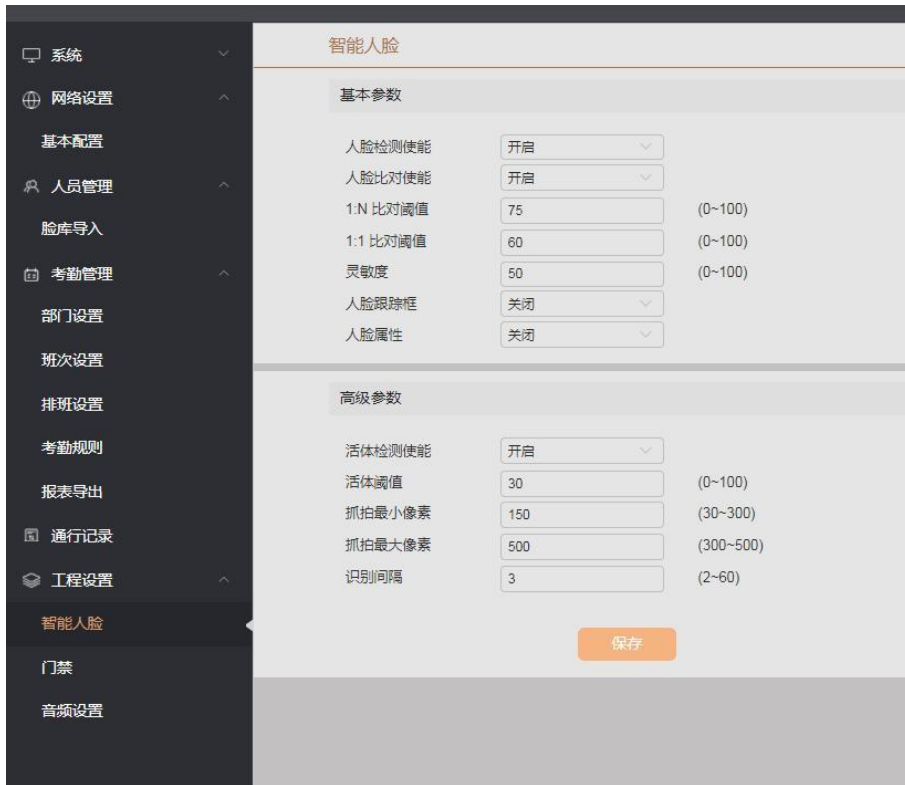 系统
网络设置
基本配置
人员管理
脸库导入
考勤管理
部门设置
班次设置
排班设置
考勤规则
报表导出
通行记录
工程设置
智能人脸
门禁
音频设置
智能人脸
基本参数
人脸检测使能 开启
人脸比对使能 开启
1:N 比对阈值 75 (0~100)
1:1 比对阈值 60 (0~100)
灵敏度 50 (0~100)
人脸跟踪框 关闭
人脸属性 关闭
高级参数
活体检测使能 开启
活体阈值 30 (0~100)
抓拍最小像素 150 (30~300)
抓拍最大像素 500 (300~500)
识别间隔 3 (2~60)
保存